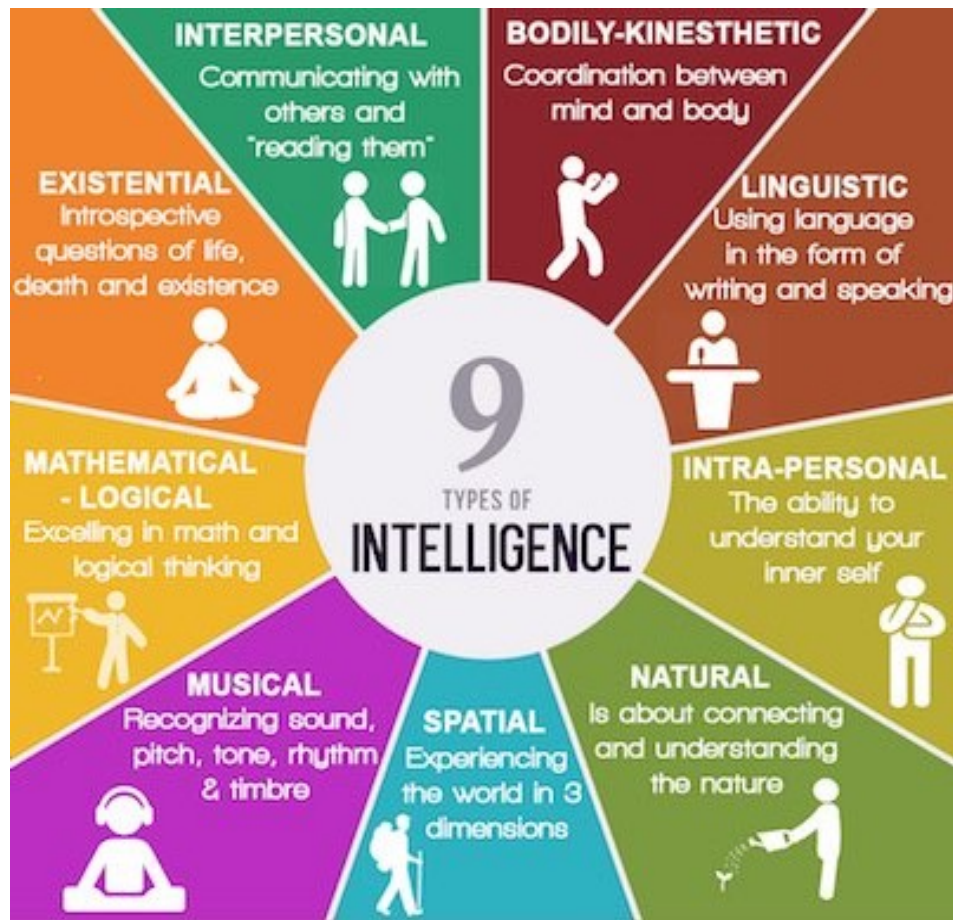 INTERPERSONAL
Communicating with
others and
"reading them"
BODILY-KINESTHETIC
Coordination between
mind and body
LINGUISTIC
Using language
in the form of
writing and speaking
INTRA-PERSONAL
The ability to
understand your
inner self
NATURAL
Is about connecting
and understanding
the nature
SPATIAL
Experiencing
the world in 3
dimensions
MUSICAL
Recognizing sound,
pitch, tone, rhythm
& timbre
MATHEMATICAL
- LOGICAL
Excelling in math and
logical thinking
EXISTENTIAL
Introspective
questions of life,
death and existence
9
TYPES OF
INTELLIGENCE